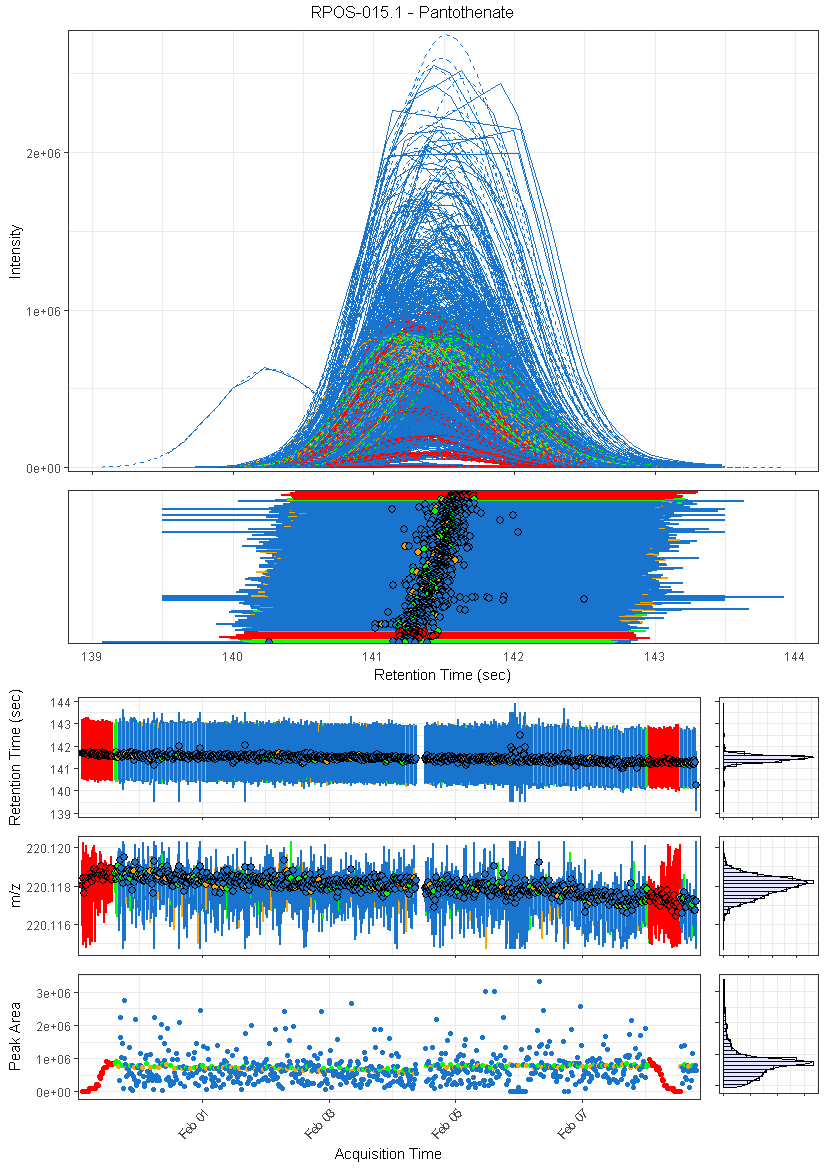 RPOS-015.1 - Pantothenate
Intensity
2e+06
1e+06
0e+00
139 140 141 142 143 144
Retention Time (sec)
Retention Time (sec)
144
143
142
141
140
139
m/z
220.120
220.118
220.116
Peak Area
3e+06
2e+06
1e+06
0e+00
Feb 01 Feb 03 Feb 05 Feb 07
Acquisition Time